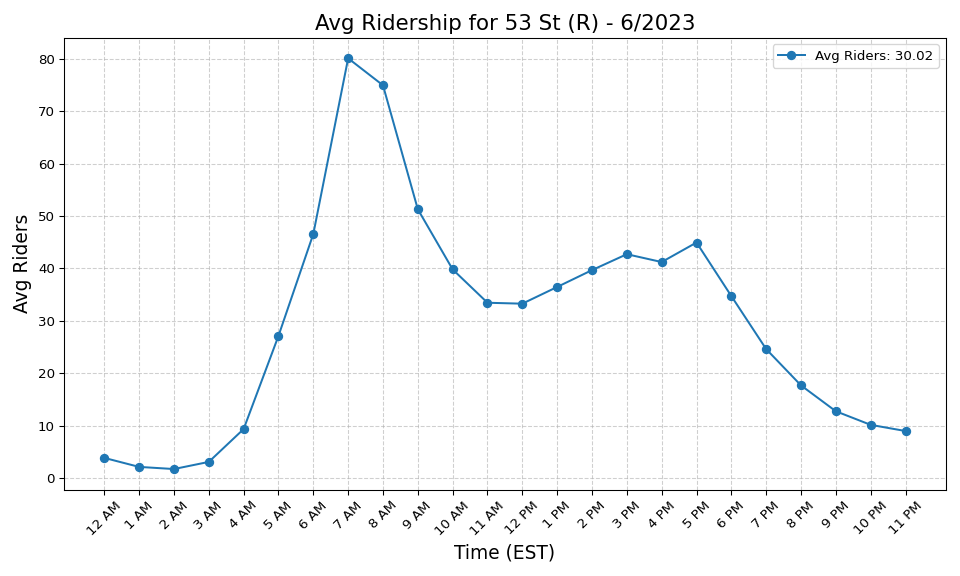 Avg Ridership for 53 St (R) - 6/2023
Avg Riders: 30.02
Avg Riders
80
70
60
50
40
30
20
10
0
12 AM
1 AM
2 AM
3 AM
4 AM
5 AM
6 AM
7 AM
8 AM
9 AM
10 AM
11 AM
12 PM
1 PM
2 PM
3 PM
4 PM
5 PM
6 PM
7 PM
8 PM
9 PM
10 PM
11 PM
Time (EST)